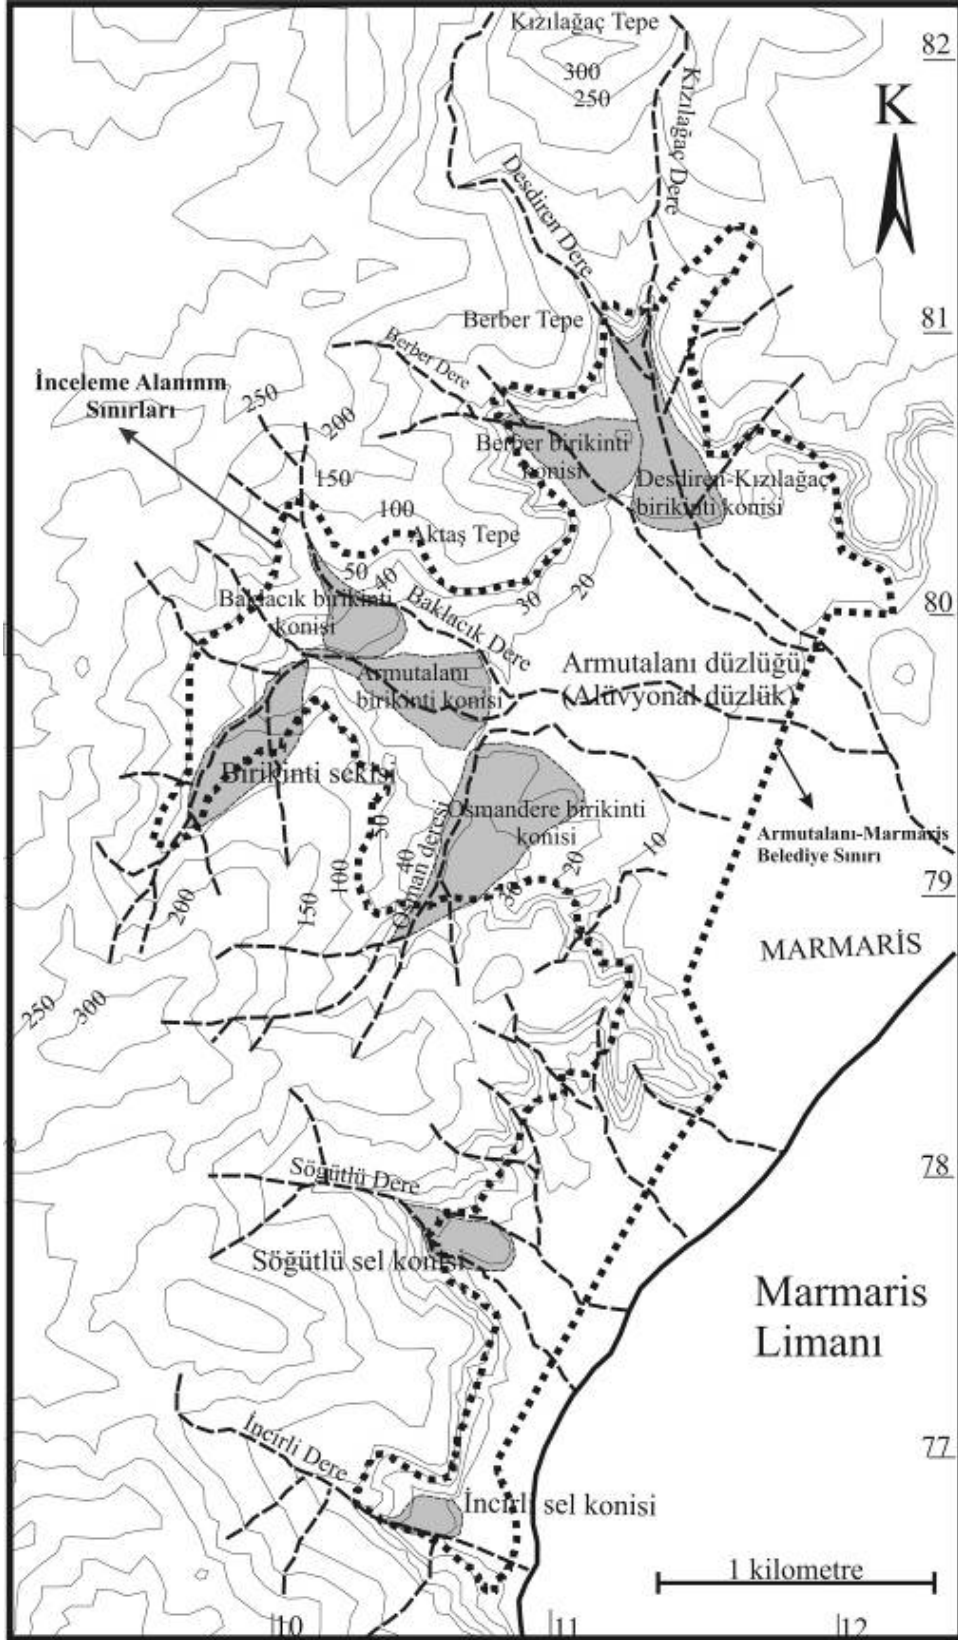 Kızılağaç Tepe
82
300
250
K
Kızılağaç Dere
Desdiren Dere
Berber Tepe
81
Berber Dere
İnceleme Alanının
Sınırları
250
200
Berber birikinti
konisi
150
Desdiren-Kızılağaç
birikinti konisi
100
Aktaş Tepe
50
40
20
30
80
Baklacık birikinti
konisi
Baklacık Dere
Armutalanı düzlüğü
(Alüvyonal düzlük)
Armutalanı
birikinti konisi
Birikinti sekisi
Osmandere birikinti
konisi
50
Osman deresi
Armutalanı-Marmaris
Belediye Sınırı
10
40
20
100
30
79
200
150
MARMARİS
250
300
78
Söğütlü Dere
Söğütlü sel konisi
Marmaris
Limanı
77
İncirli Dere
İncirli sel konisi
1 kilometre
10
11
12